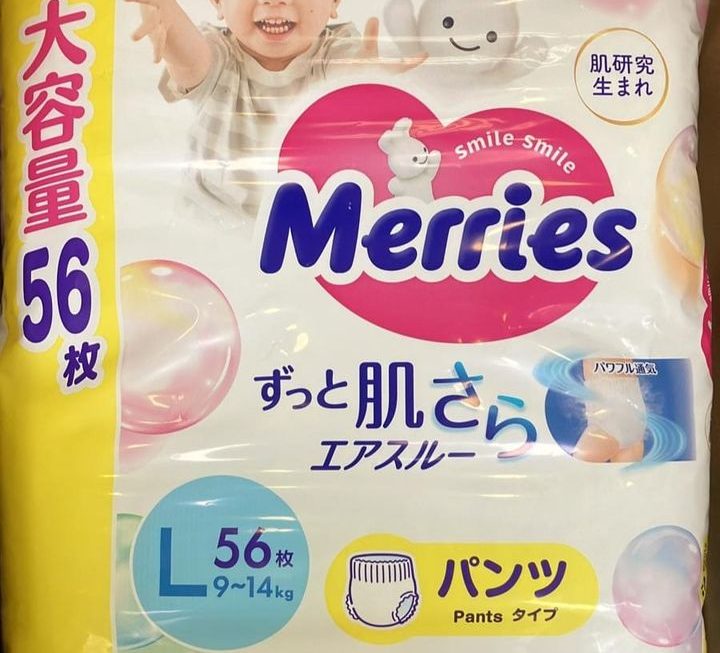 大容量
56
枚
肌研究
生まれ
Smile Smile
Merries
ずっと肌さら
エアスルー
パワフル通気
L 56枚
9~14kg
パンツ
Pants タイプ